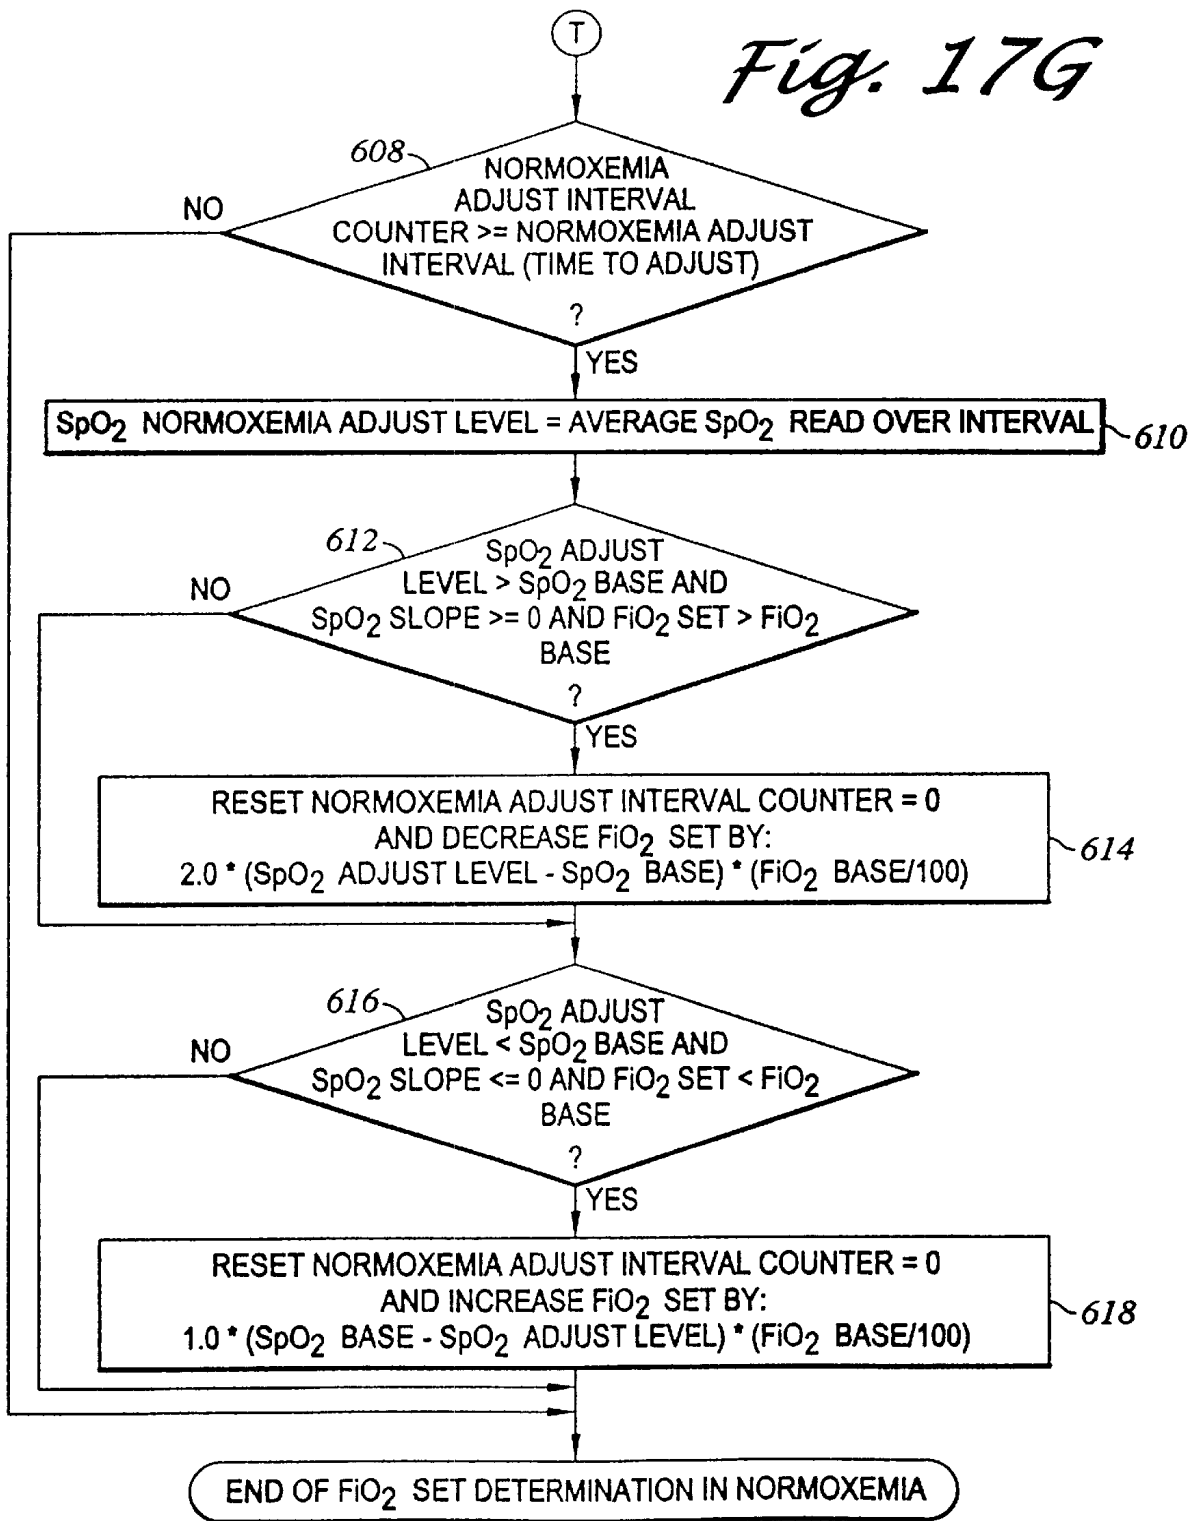 T
Fig. 17G
608
NORMOXEMIA
ADJUST INTERVAL
NO
COUNTER >= NORMOXEMIA ADJUST
INTERVAL (TIME TO ADJUST)
?
YES
SpO₂ NORMOXEMIA ADJUST LEVEL = AVERAGE SpO₂ READ OVER INTERVAL
610
612
SpO₂ ADJUST
NO
LEVEL > SpO₂ BASE AND
SpO₂ SLOPE >= 0 AND FiO₂ SET > FiO₂
BASE
?
YES
RESET NORMOXEMIA ADJUST INTERVAL COUNTER = 0
AND DECREASE FiO₂ SET BY:
2.0 * (SpO₂ ADJUST LEVEL - SpO₂ BASE) * (FiO₂ BASE/100)
614
616
SpO₂ ADJUST
NO
LEVEL < SpO₂ BASE AND
SpO₂ SLOPE <= 0 AND FiO₂ SET < FiO₂
BASE
?
YES
RESET NORMOXEMIA ADJUST INTERVAL COUNTER = 0
AND INCREASE FiO₂ SET BY:
1.0 * (SpO₂ BASE - SpO₂ ADJUST LEVEL) * (FiO₂ BASE/100)
618
END OF FiO₂ SET DETERMINATION IN NORMOXEMIA